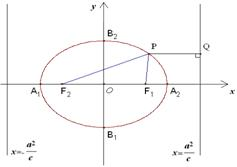 y
B₂
P
Q
A₁
F₂
O
F₁
A₂
x
B₁
x=-a²/c
x=a²/c